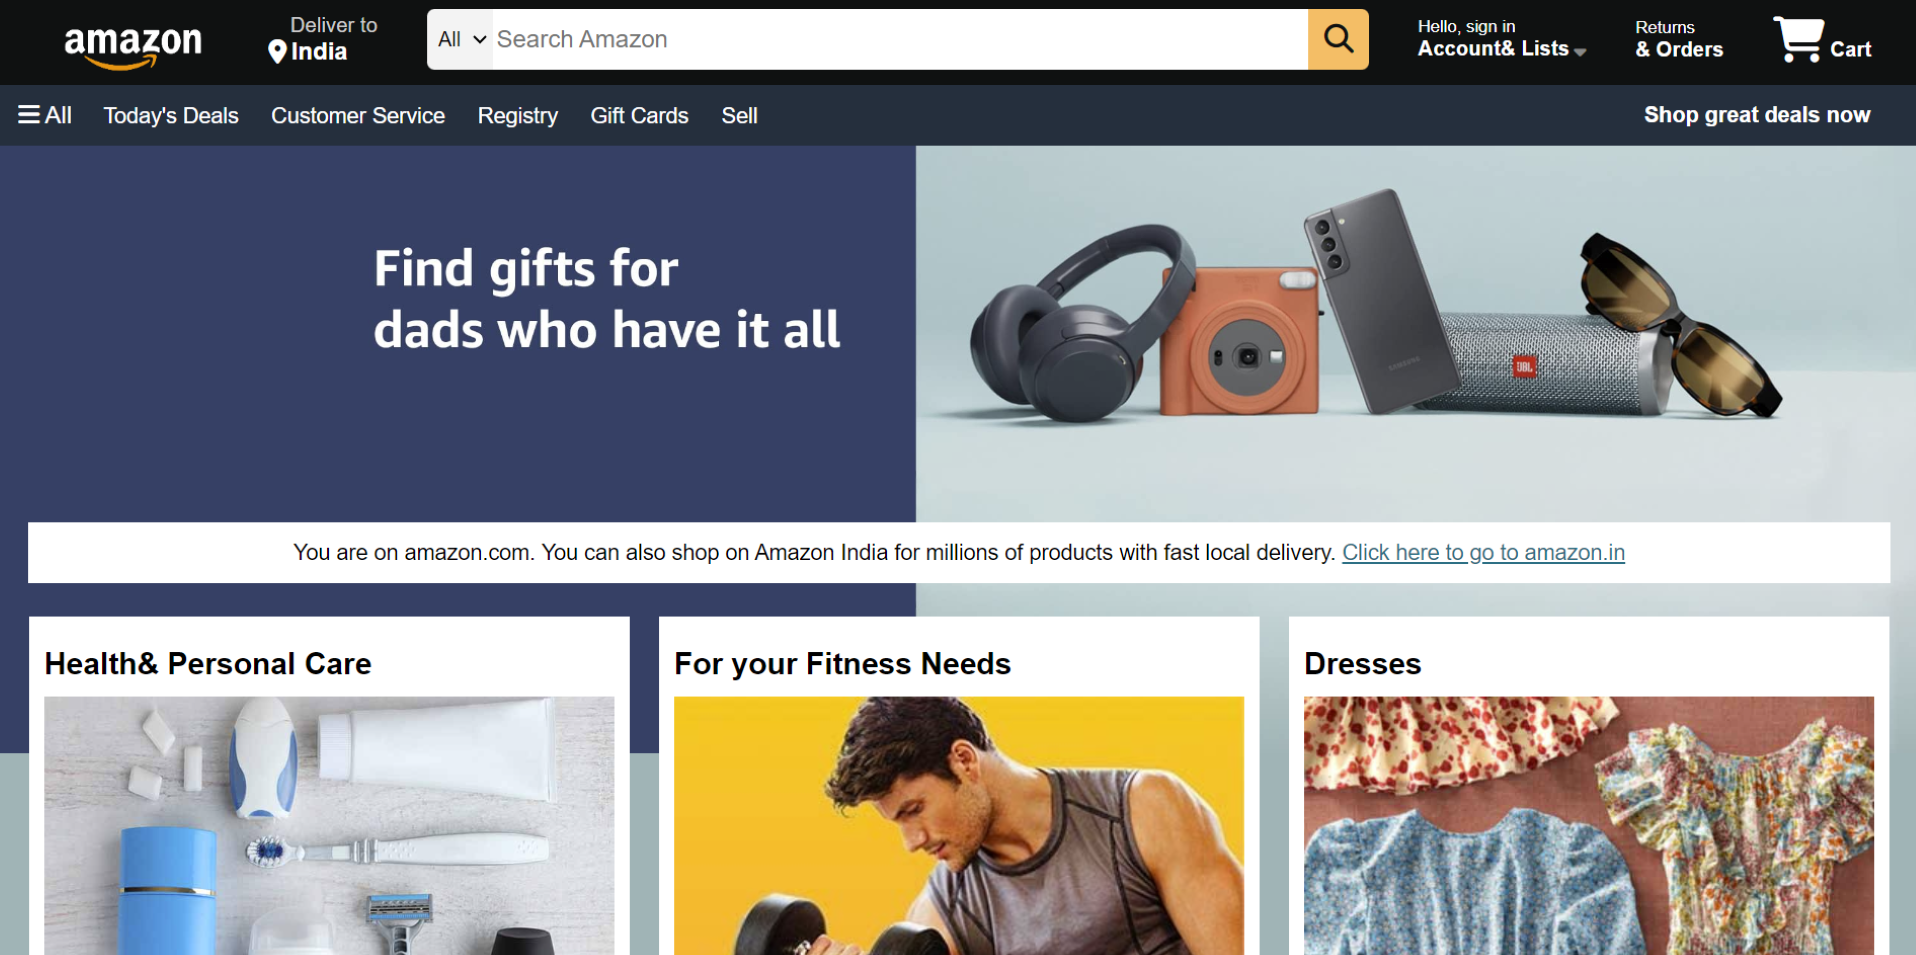 amazon
Deliver to
India
All
Search Amazon
Hello, sign in
Account& Lists
Returns
& Orders
Cart
All
Today's Deals
Customer Service
Registry
Gift Cards
Sell
Shop great deals now
Find gifts for
dads who have it all
SAMSUNG
JBL
You are on amazon.com. You can also shop on Amazon India for millions of products with fast local delivery. Click here to go to amazon.in
Health& Personal Care
For your Fitness Needs
Dresses